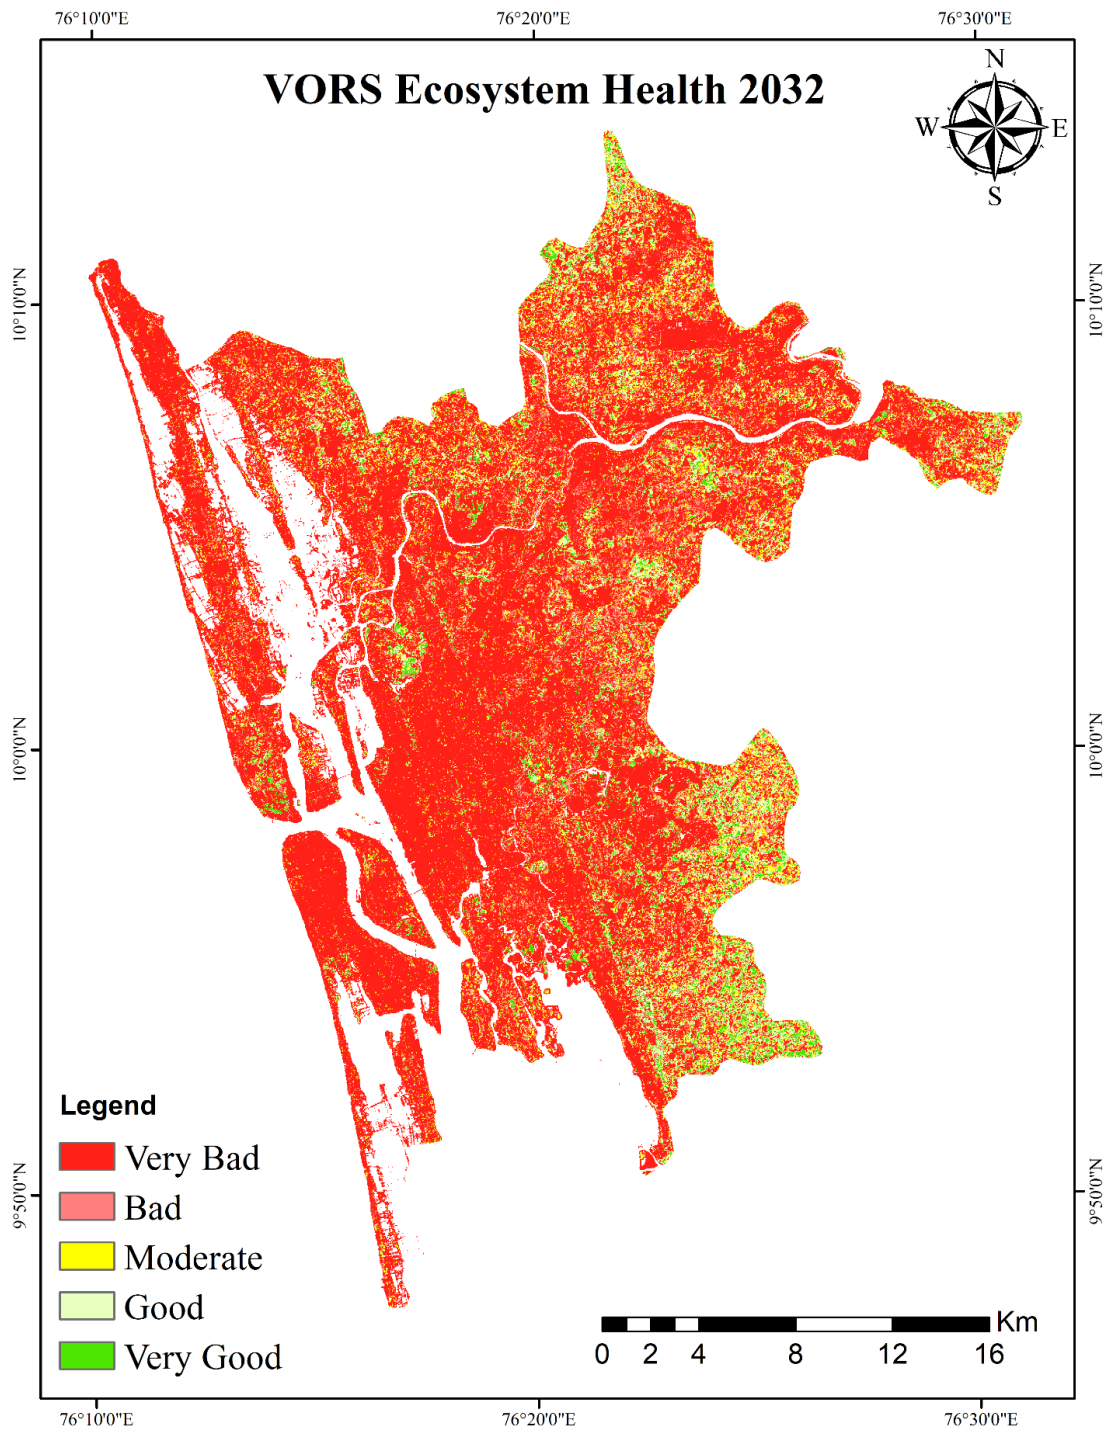 76°10'0"E 76°20'0"E 76°30'0"E
VORS Ecosystem Health 2032
N
W E
S
10°10'0"N 10°10'0"N
10°0'0"N 10°0'0"N
9°50'0"N 9°50'0"N
Legend
Very Bad
Bad
Moderate
Good
Very Good
Km
0 2 4 8 12 16
76°10'0"E 76°20'0"E 76°30'0"E